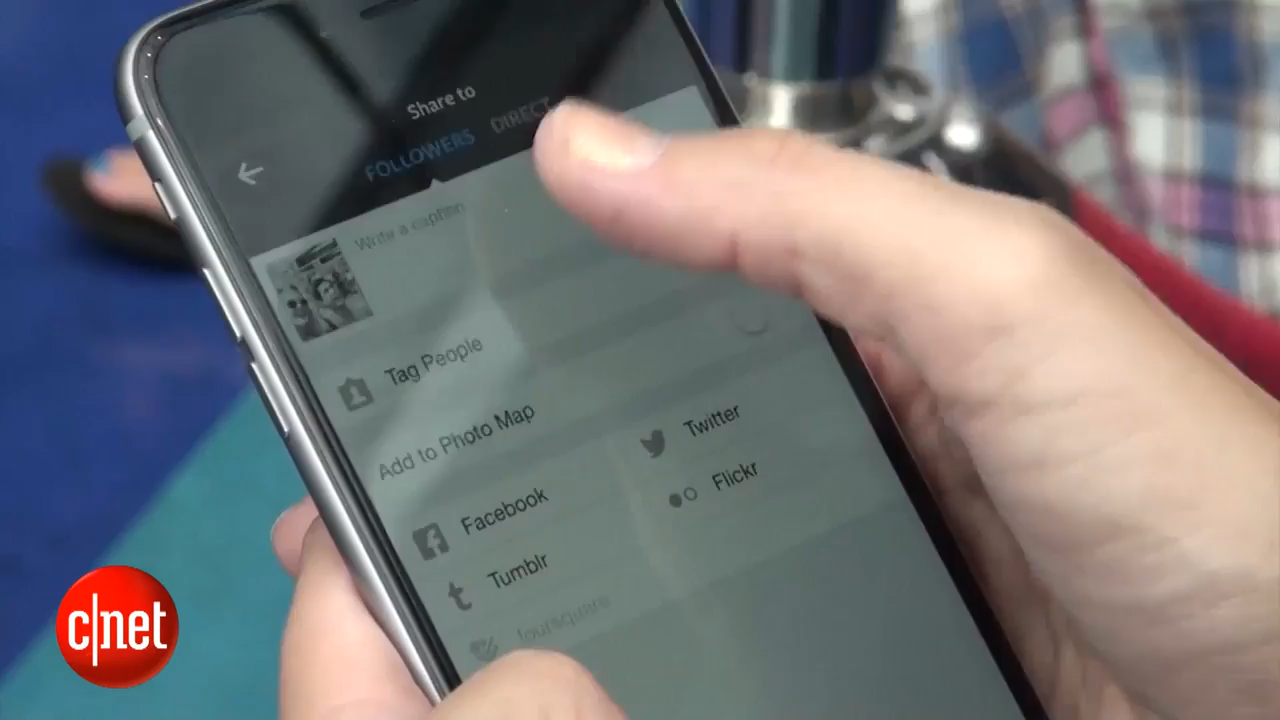 Share to
FOLLOWERS DIRECT
Write a caption
Tag People
Add to Photo Map
Facebook
Twitter
Tumblr
Flickr
foursquare
c|net